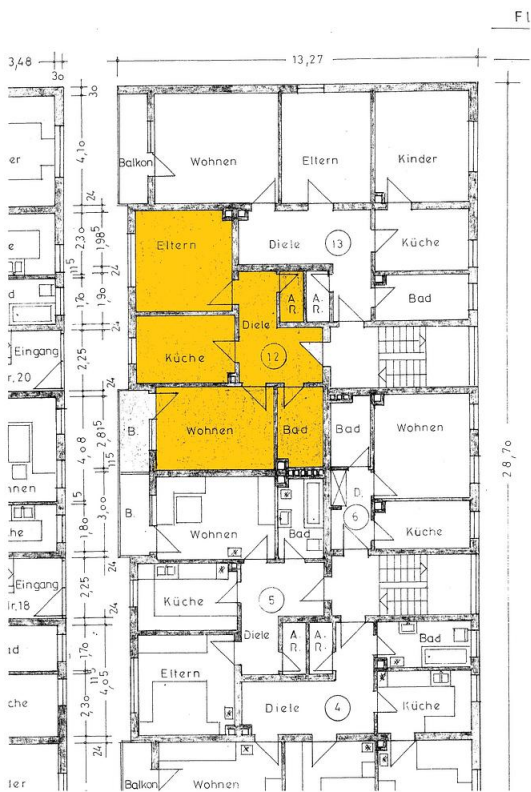 Fl
3,48
13,27
30
30
4,10
24
2,30
1,98⁵
11⁵
24
1,70
1,90
24
2,25
24
4,08
2,81⁵
11⁵
1,80
3,00
24
2,25
24
1,70
11⁵
4,05
2,30
24
28,70
Balkon
Wohnen
Eltern
Kinder
Eltern
Diele
13
Küche
A.
R.
A.
R.
Bad
Diele
Küche
12
Eingang
r.20
B.
Wohnen
Bad
Bad
Wohnen
B.
D.
6
Wohnen
Bad
Küche
Eingang
r.18
Küche
5
Diele
A.
R.
A.
R.
Bad
Eltern
Diele
4
Küche
Balkon
Wohnen